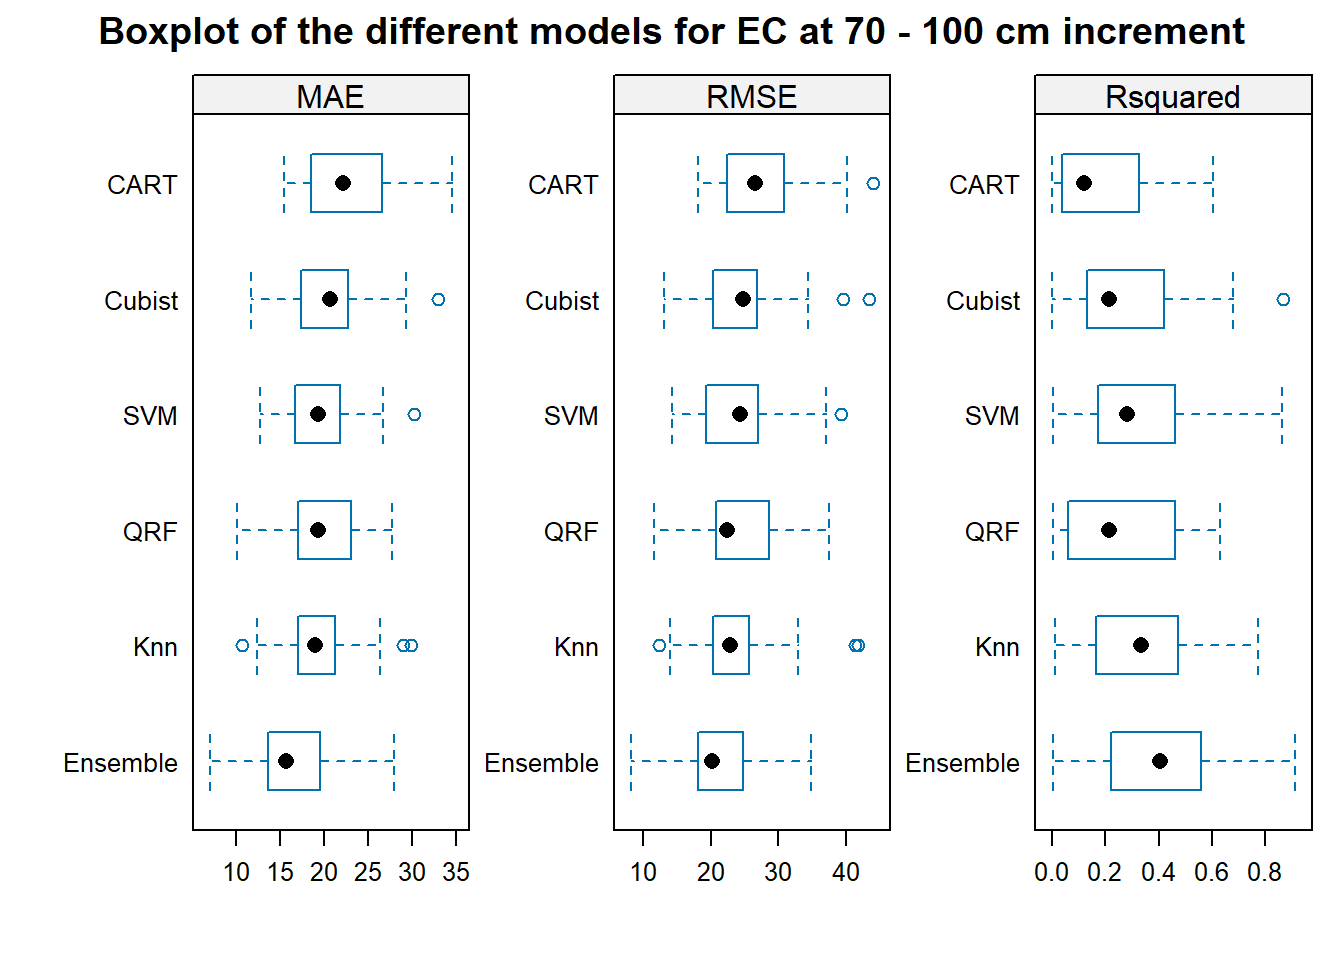 Boxplot of the different models for EC at 70 - 100 cm increment
MAE RMSE Rsquared
CART CART CART
Cubist Cubist Cubist
SVM SVM SVM
QRF QRF QRF
Knn Knn Knn
Ensemble Ensemble Ensemble
10 15 20 25 30 35 10 20 30 40 0.0 0.2 0.4 0.6 0.8